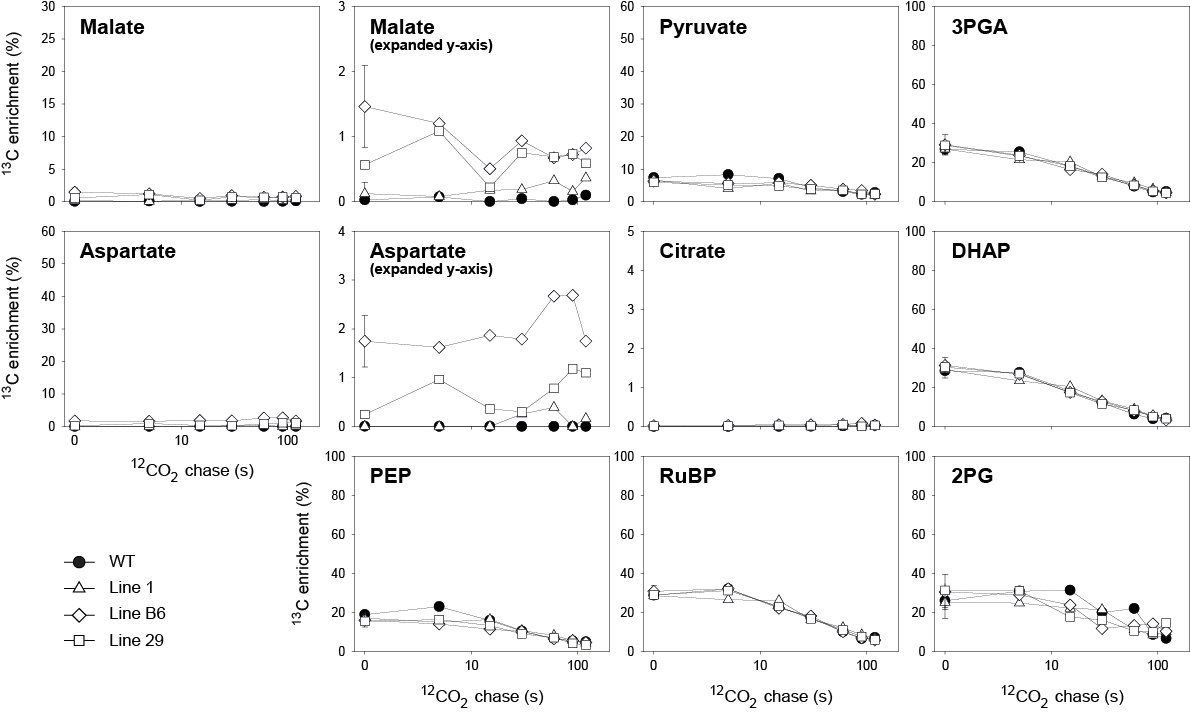 Malate
Malate
(expanded y-axis)
Pyruvate
3PGA
13C enrichment (%)
30
25
20
15
10
5
0
3
2
1
0
60
50
40
30
20
10
0
100
80
60
40
20
0
Aspartate
Aspartate
(expanded y-axis)
Citrate
DHAP
13C enrichment (%)
60
50
40
30
20
10
0
4
3
2
1
0
5
4
3
2
1
0
100
80
60
40
20
0
0 10 100
12CO2 chase (s)
PEP
RuBP
2PG
13C enrichment (%)
100
80
60
40
20
0
100
80
60
40
20
0
100
80
60
40
20
0
WT
Line 1
Line B6
Line 29
0 10 100
0 10 100
0 10 100
12CO2 chase (s)
12CO2 chase (s)
12CO2 chase (s)